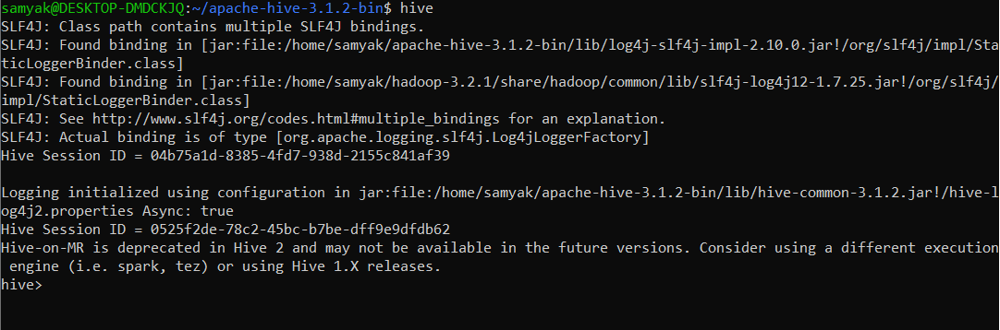 samyak@DESKTOP-DMDCKJQ:~/apache-hive-3.1.2-bin$ hive
SLF4J: Class path contains multiple SLF4J bindings.
SLF4J: Found binding in [jar:file:/home/samyak/apache-hive-3.1.2-bin/lib/log4j-slf4j-impl-2.10.0.jar!/org/slf4j/impl/Sta
ticLoggerBinder.class]
SLF4J: Found binding in [jar:file:/home/samyak/hadoop-3.2.1/share/hadoop/common/lib/slf4j-log4j12-1.7.25.jar!/org/slf4j/
impl/StaticLoggerBinder.class]
SLF4J: See http://www.slf4j.org/codes.html#multiple_bindings for an explanation.
SLF4J: Actual binding is of type [org.apache.logging.slf4j.Log4jLoggerFactory]
Hive Session ID = 04b75a1d-8385-4fd7-938d-2155c841af39
Logging initialized using configuration in jar:file:/home/samyak/apache-hive-3.1.2-bin/lib/hive-common-3.1.2.jar!/hive-l
og4j2.properties Async: true
Hive Session ID = 0525f2de-78c2-45bc-b7be-dff9e9dfdb62
Hive-on-MR is deprecated in Hive 2 and may not be available in the future versions. Consider using a different execution
 engine (i.e. spark, tez) or using Hive 1.X releases.
hive>